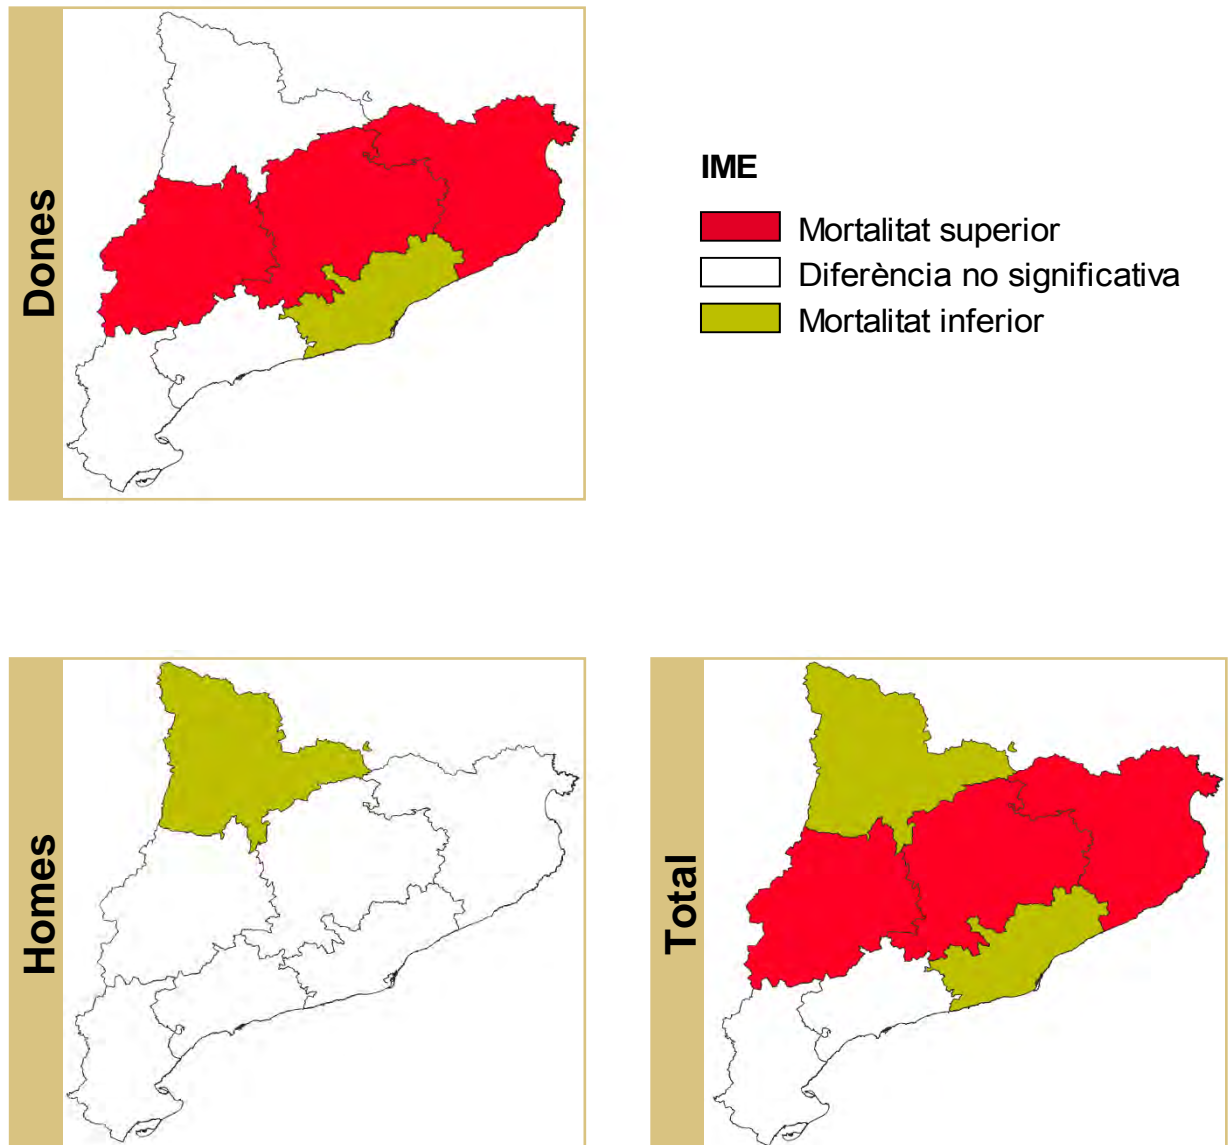 Dones
IME
Mortalitat superior
Diferència no significativa
Mortalitat inferior
Homes
Total